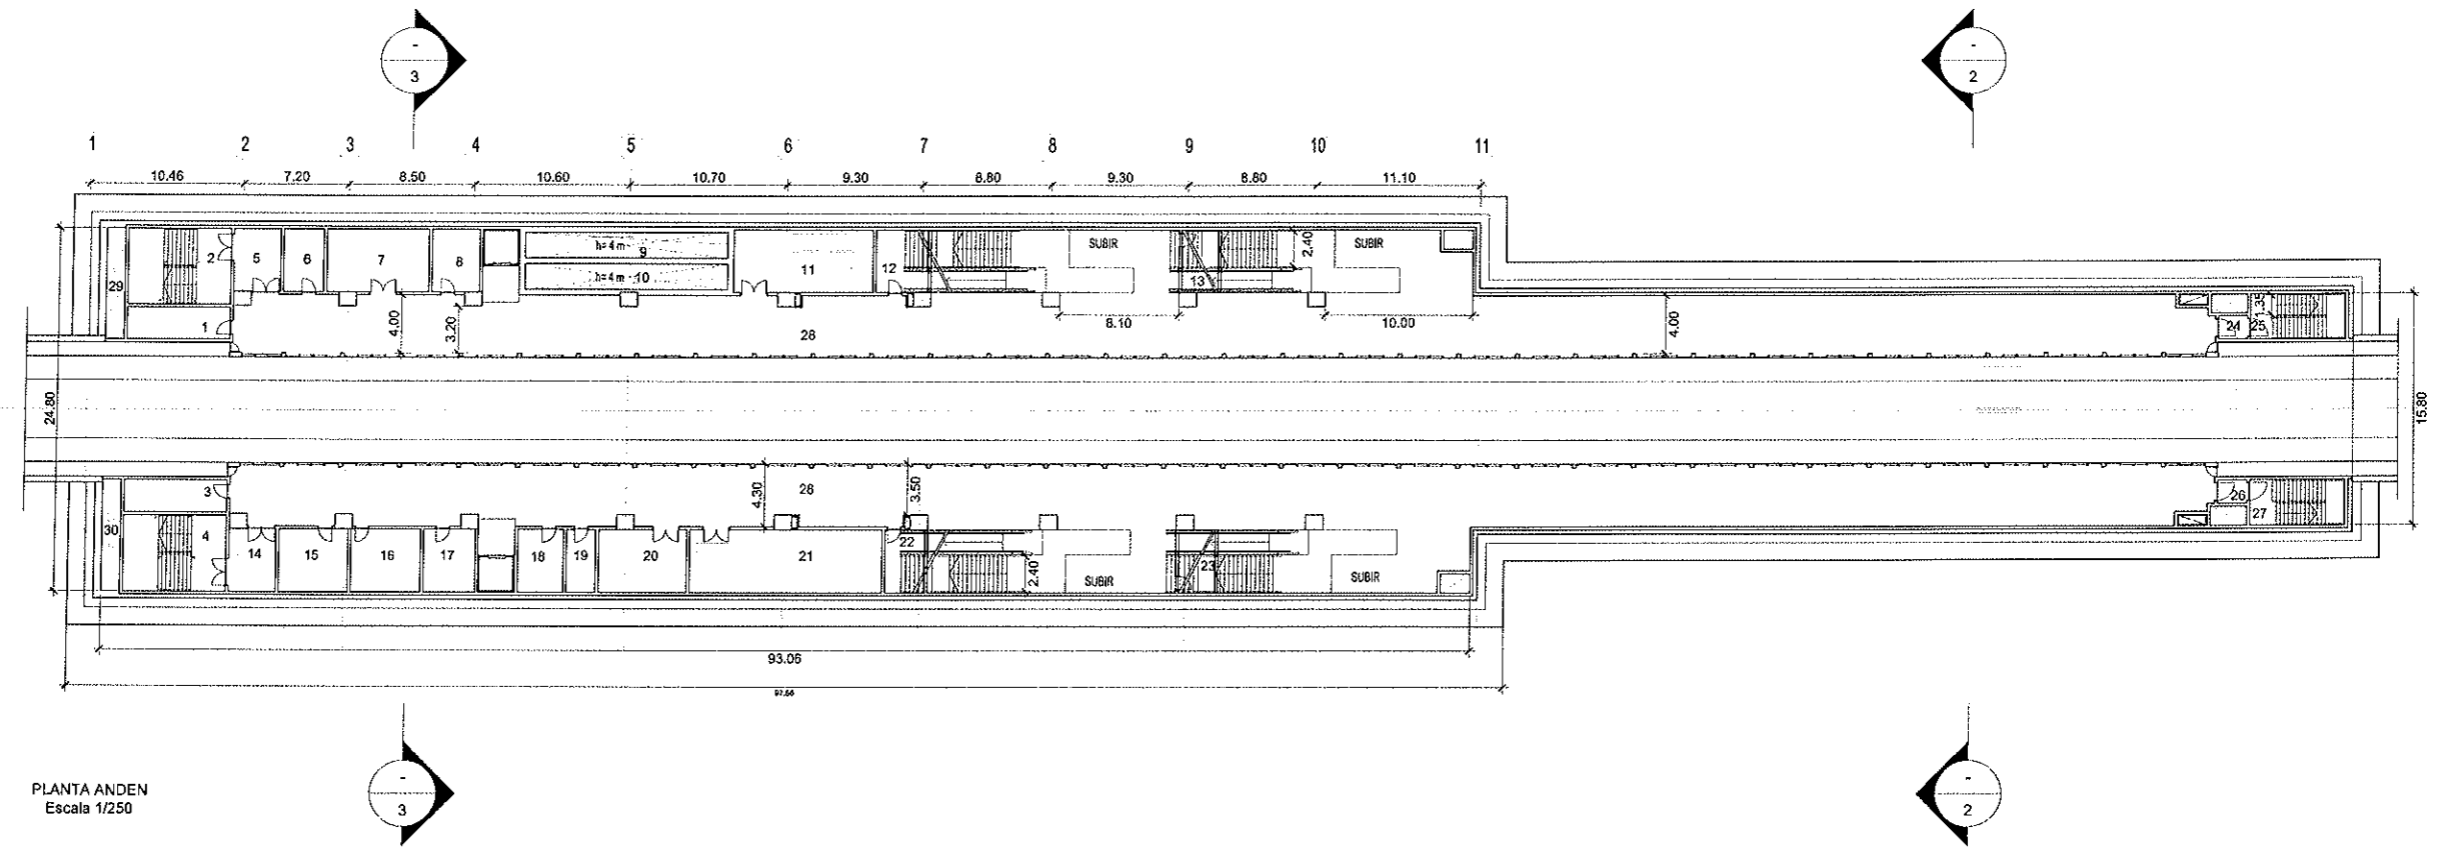 -
3
-
2
1 2 3 4 5 6 7 8 9 10 11
10.46 7.20 8.50 10.60 10.70 9.30 8.80 9.30 8.80 11.10
h=4m 9
h=4m 10
SUBIR
SUBIR
2.40
2 5 6 7 8 11 12 13
29
1
4.00
3.20
28
8.10
10.00
4.00
1.35
24 25
24.80
15.80
3
30
4
14 15 16 17 18 19 20 21 22 23
4.30
28
3.50
2.40
SUBIR
SUBIR
26
27
93.06
97.66
PLANTA ANDEN
Escala 1/250
-
3
-
2